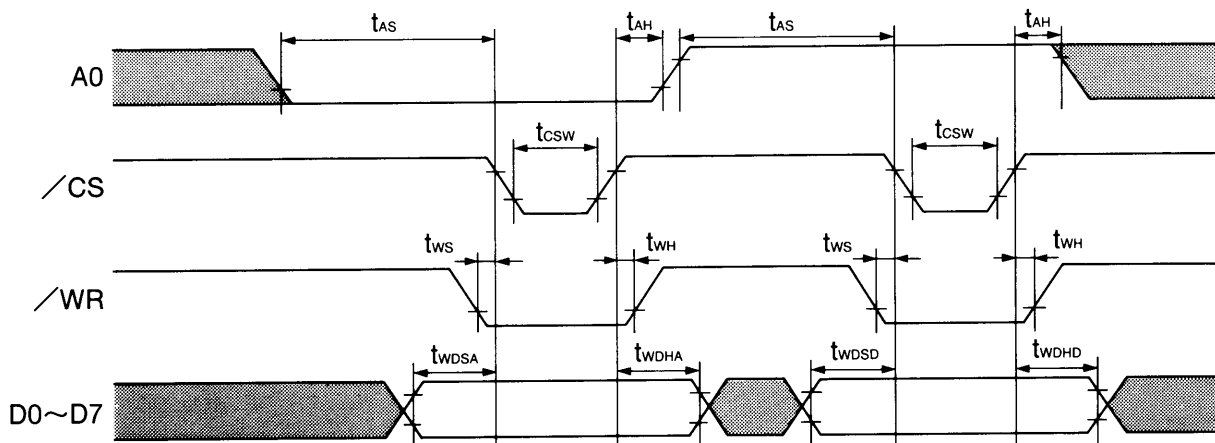 tAS tAH tAS tAH
A0
tCSW tCSW
／CS
tWS tWH tWS tWH
／WR
tWDSA tWDHA tWDSD tWDHD
D0～D7